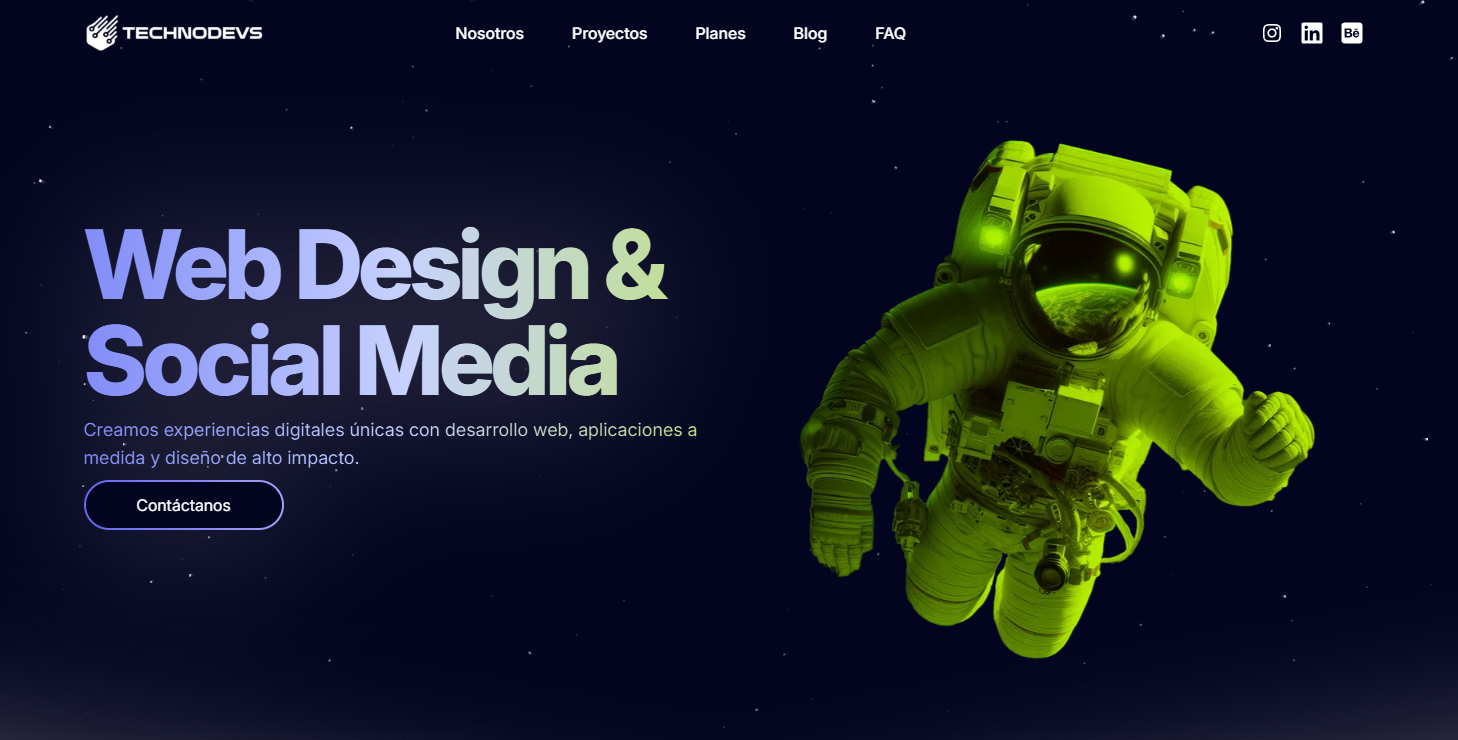 TECHNODEVS
Nosotros
Proyectos
Planes
Blog
FAQ
Bē
Web Design &
Social Media
Creamos experiencias digitales únicas con desarrollo web, aplicaciones a
medida y diseño de alto impacto.
Contáctanos